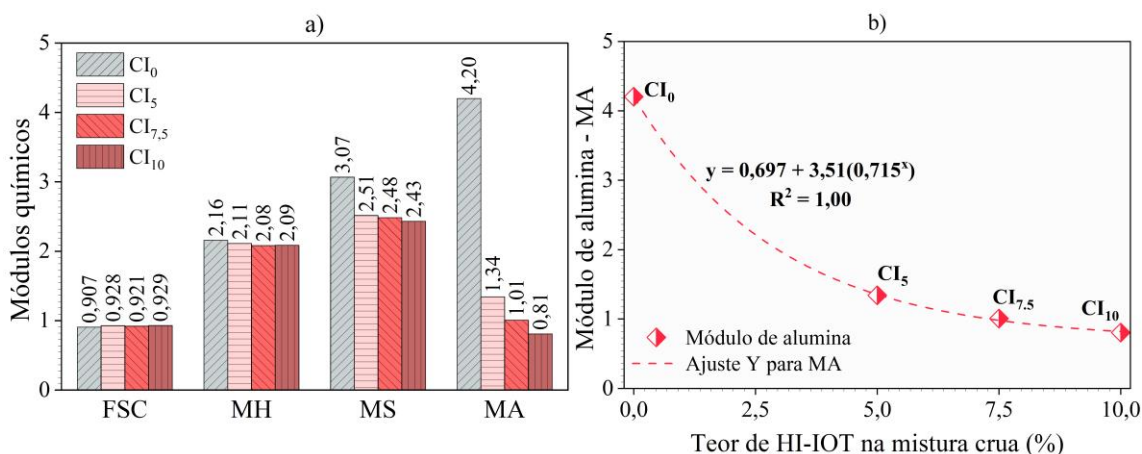 a)
Módulos químicos
5
4
3
2
1
0
CI₀
CI₅
CI₇,₅
CI₁₀
0,907
0,928
0,921
0,929
2,16
2,11
2,08
2,09
3,07
2,51
2,48
2,43
4,20
1,34
1,01
0,81
FSC MH MS MA
b)
Módulo de alumina - MA
5
4
3
2
1
0
CI₀
y = 0,697 + 3,51(0,715ˣ)
R² = 1,00
CI₅
CI₇.₅
CI₁₀
Módulo de alumina
Ajuste Y para MA
0,0 2,5 5,0 7,5 10,0
Teor de HI-IOT na mistura crua (%)